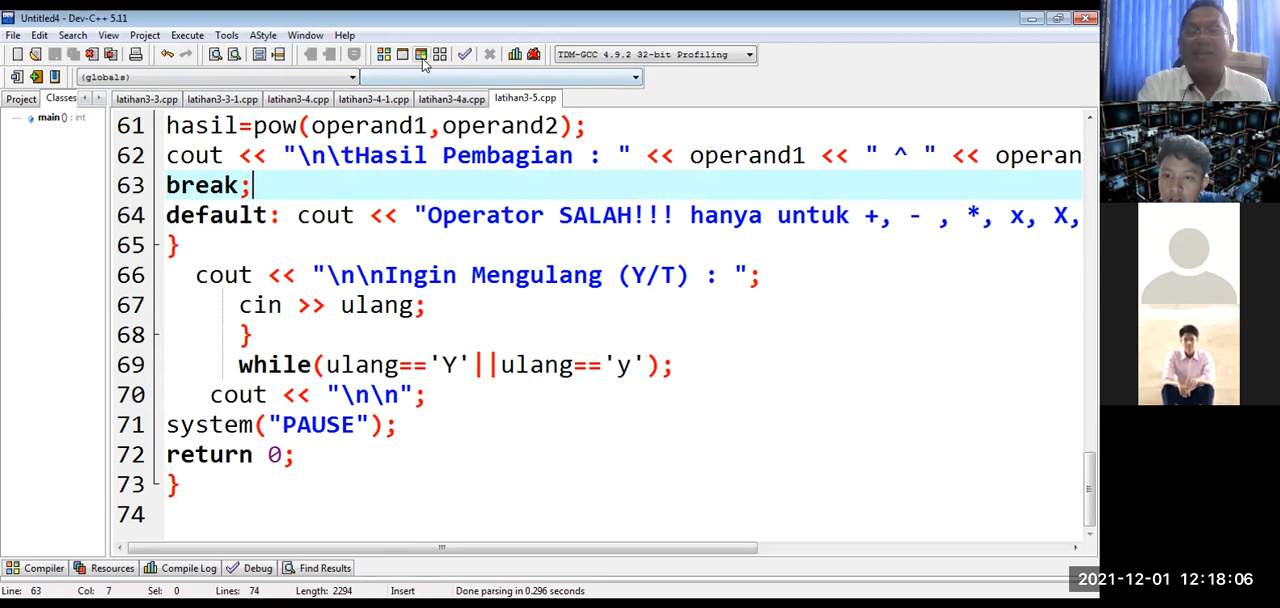 Untitled4 - Dev-C++ 5.11
File Edit Search View Project Execute Tools AStyle Window Help
TDM-GCC 4.9.2 32-bit Profiling
(globals)
Project Classes latihan3-3.cpp latihan3-3-1.cpp latihan3-4.cpp latihan3-4-1.cpp latihan3-4a.cpp latihan3-5.cpp
main() : int
61 hasil=pow(operand1,operand2);
62 cout << "\n\tHasil Pembagian : " << operand1 << " ^ " << operan
63 break;
64 default: cout << "Operator SALAH!!! hanya untuk +, - , *, x, X,
65 }
66 cout << "\n\nIngin Mengulang (Y/T) : ";
67 cin >> ulang;
68 }
69 while(ulang=='Y'||ulang=='y');
70 cout << "\n\n";
71 system("PAUSE");
72 return 0;
73 }
74
Compiler Resources Compile Log Debug Find Results
Line: 63 Col: 7 Sel: 0 Lines: 74 Length: 2294 Insert Done parsing in 0.296 seconds
2021-12-01 12:18:06